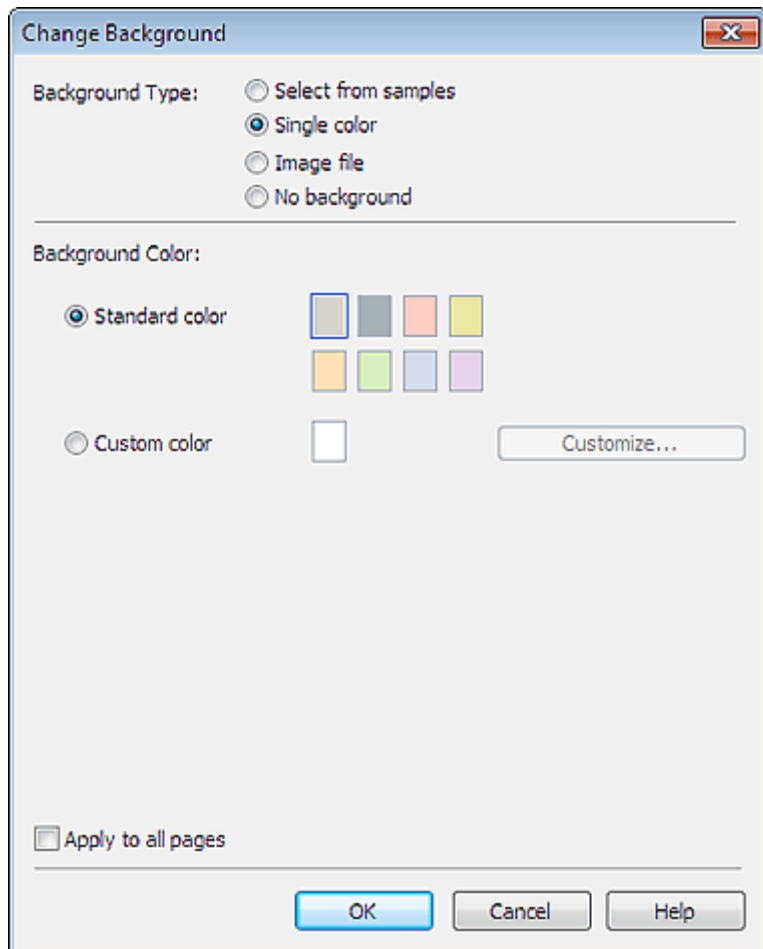 Change Background
Background Type:
Select from samples
Single color
Image file
No background
Background Color:
Standard color
Custom color
Customize...
Apply to all pages
OK
Cancel
Help